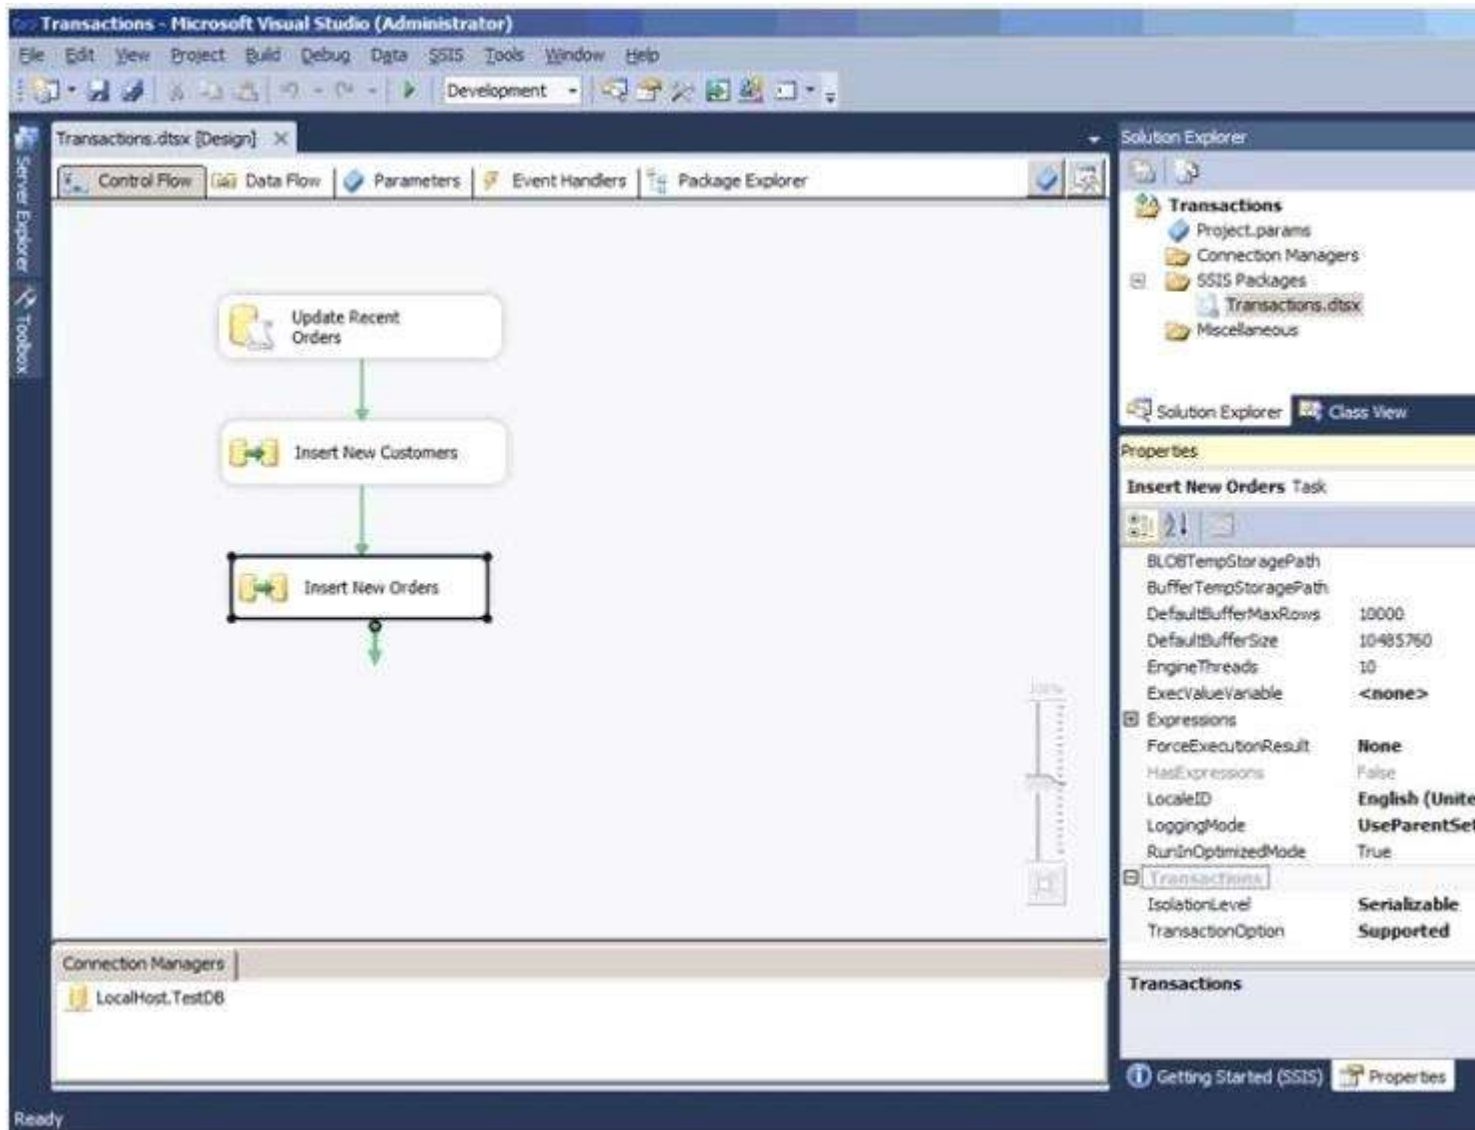 Transactions - Microsoft Visual Studio (Administrator)
File Edit View Project Build Debug Data SSIS Tools Window Help
Development
Server Explorer
Toolbox
Transactions.dtsx [Design]
Control Flow Data Flow Parameters Event Handlers Package Explorer
Update Recent
Orders
Insert New Customers
Insert New Orders
100%
Connection Managers
LocalHost.TestDB
Solution Explorer
Transactions
Project.params
Connection Managers
SSIS Packages
Transactions.dtsx
Miscellaneous
Solution Explorer Class View
Properties
Insert New Orders Task
BLOBTempStoragePath
BufferTempStoragePath
DefaultBufferMaxRows 10000
DefaultBufferSize 10485760
EngineThreads 10
ExecValueVariable <none>
Expressions
ForceExecutionResult None
HasExpressions False
LocaleID English (Unite
LoggingMode UseParentSet
RunInOptimizedMode True
Transactions
IsolationLevel Serializable
TransactionOption Supported
Transactions
Getting Started (SSIS) Properties
Ready